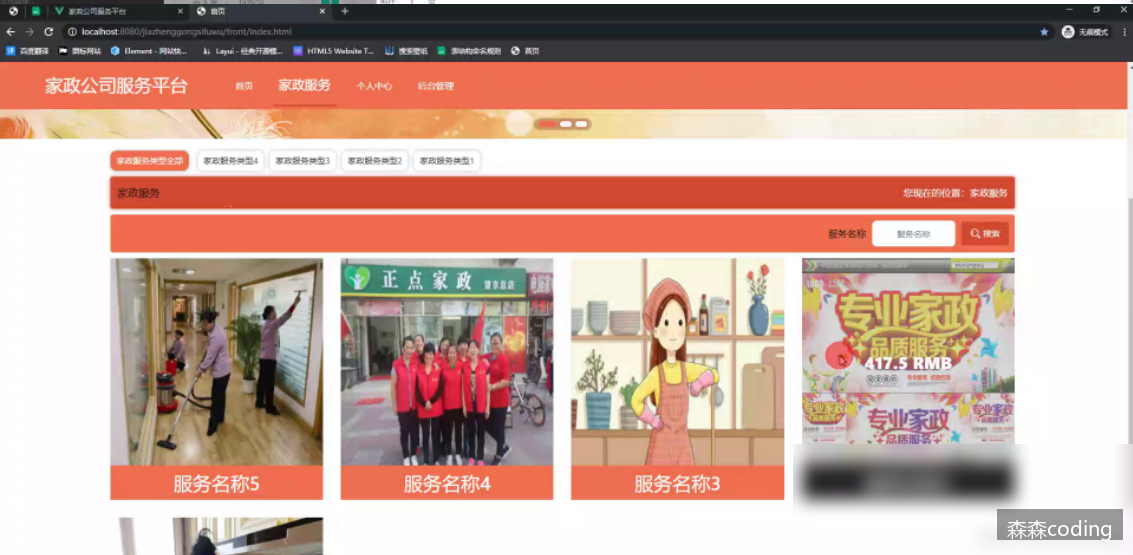 家政公司服务平台
首页
localhost:8080/jiazhenggongsifuwu/front/index.html
无痕模式
百度翻译
图标网站
Element - 网站快...
Layui - 经典开源模...
HTML5 Website T...
搜索壁纸
首页
家政公司服务平台
首页
家政服务
个人中心
后台管理
家政服务类型全部
家政服务类型4
家政服务类型3
家政服务类型2
家政服务类型1
家政服务
您现在的位置：家政服务
服务名称
服务名称
搜索
正点家政
专业家政
品质服务
417.5 RMB
专业家政
专业家政
品质服务
服务名称5
服务名称4
服务名称3
森森coding